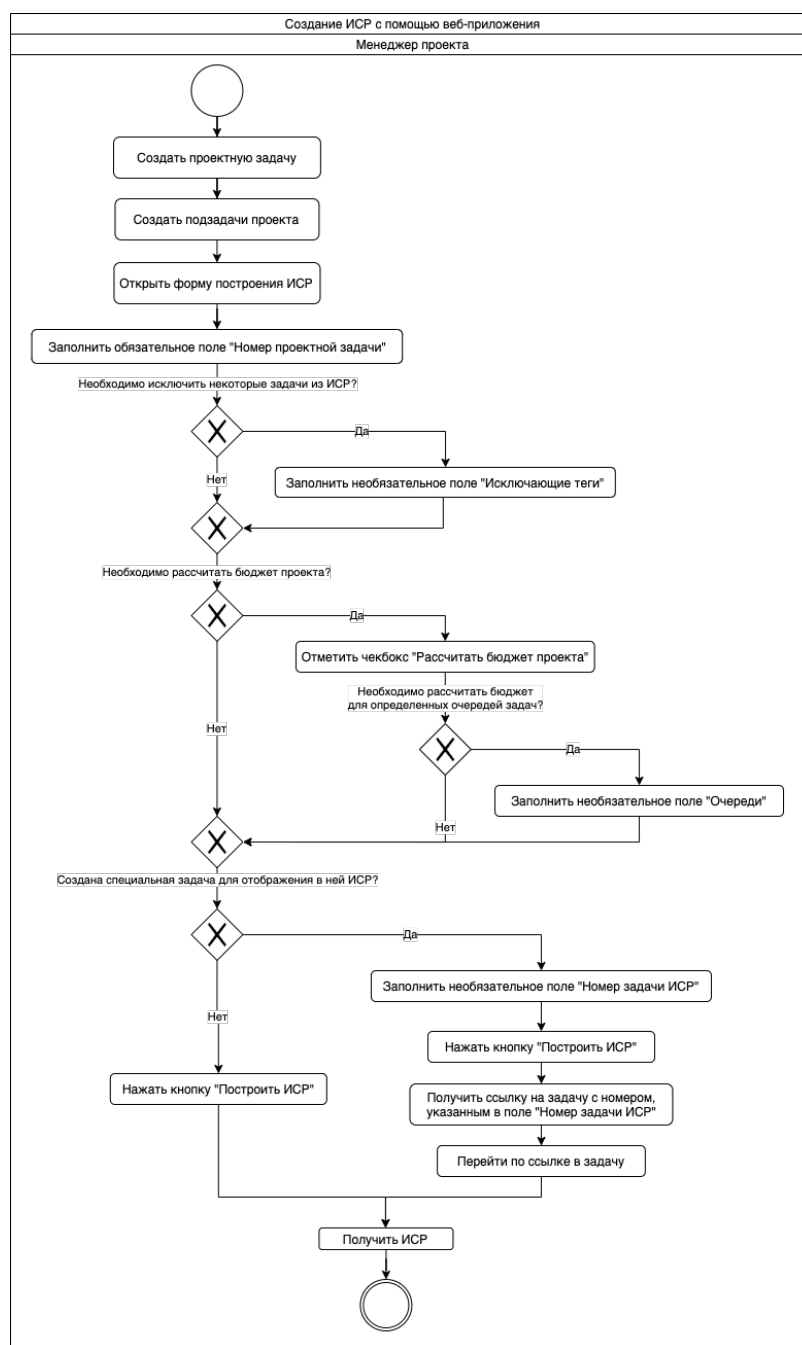 Создание ИСР с помощью веб-приложения
Менеджер проекта
Создать проектную задачу
Создать подзадачи проекта
Открыть форму построения ИСР
Заполнить обязательное поле "Номер проектной задачи"
Необходимо исключить некоторые задачи из ИСР?
Да
Нет
Заполнить необязательное поле "Исключающие теги"
Необходимо рассчитать бюджет проекта?
Да
Отметить чекбокс "Рассчитать бюджет проекта"
Необходимо рассчитать бюджет
для определенных очередей задач?
Нет
Да
Заполнить необязательное поле "Очереди"
Нет
Создана специальная задача для отображения в ней ИСР?
Да
Заполнить необязательное поле "Номер задачи ИСР"
Нет
Нажать кнопку "Построить ИСР"
Нажать кнопку "Построить ИСР"
Получить ссылку на задачу с номером,
указанным в поле "Номер задачи ИСР"
Перейти по ссылке в задачу
Получить ИСР